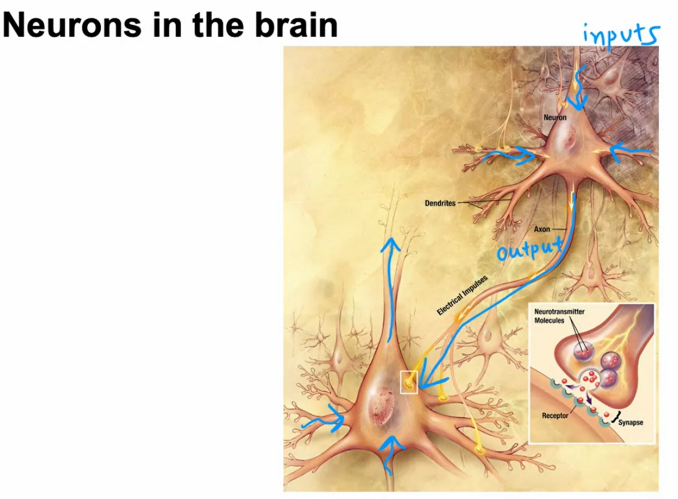 Neurons in the brain
inputs
Neuron
Dendrites
Axon
output
Electrical Impulses
Neurotransmitter
Molecules
Receptor
Synapse